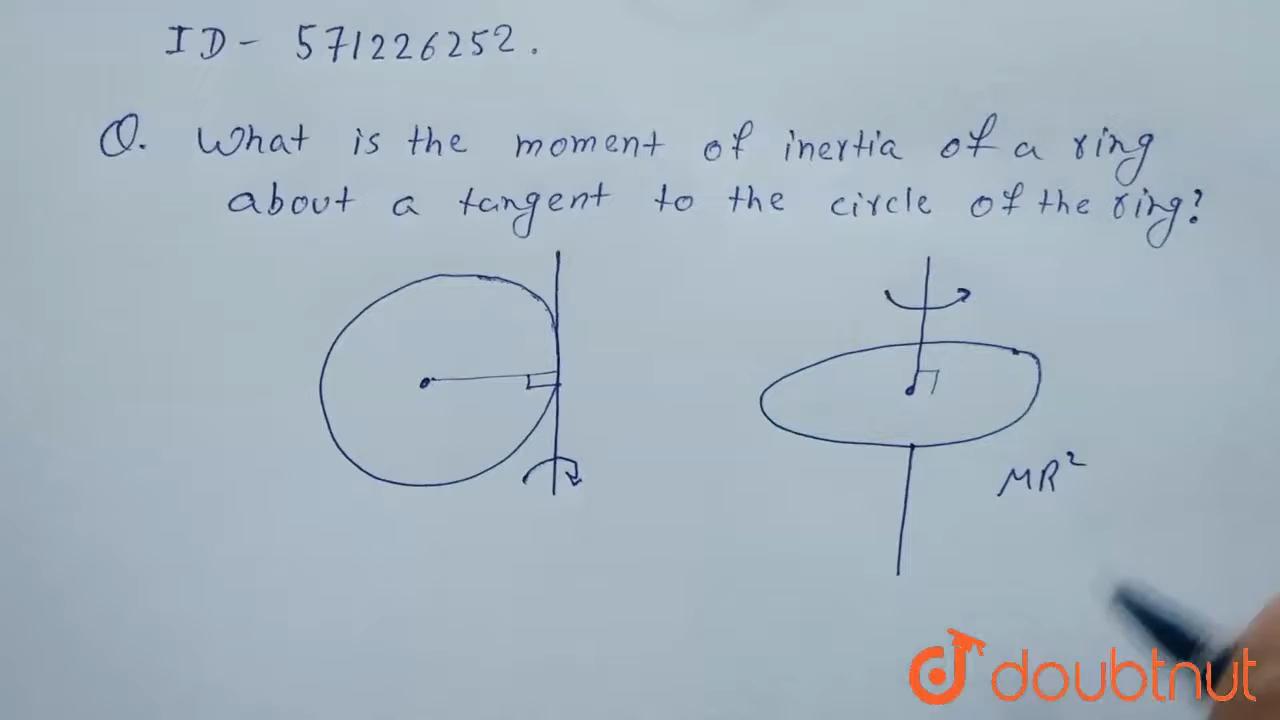 ID- 571226252.
Q. What is the moment of inertia of a ring
about a tangent to the circle of the ring?
MR²
doubtnut